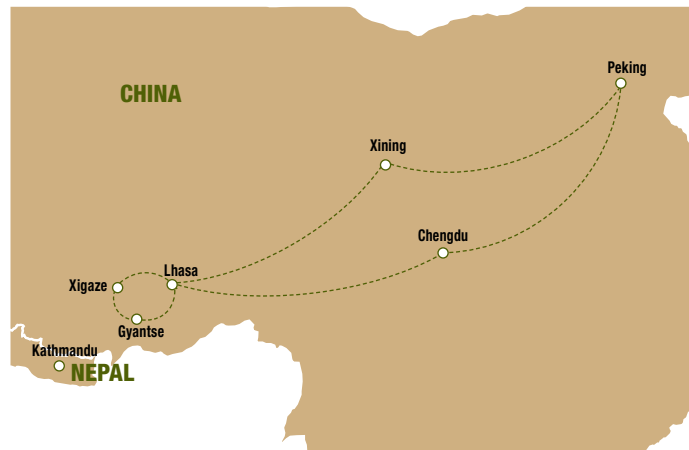 Peking
CHINA
Xining
Chengdu
Lhasa
Xigaze
Gyantse
Kathmandu
NEPAL